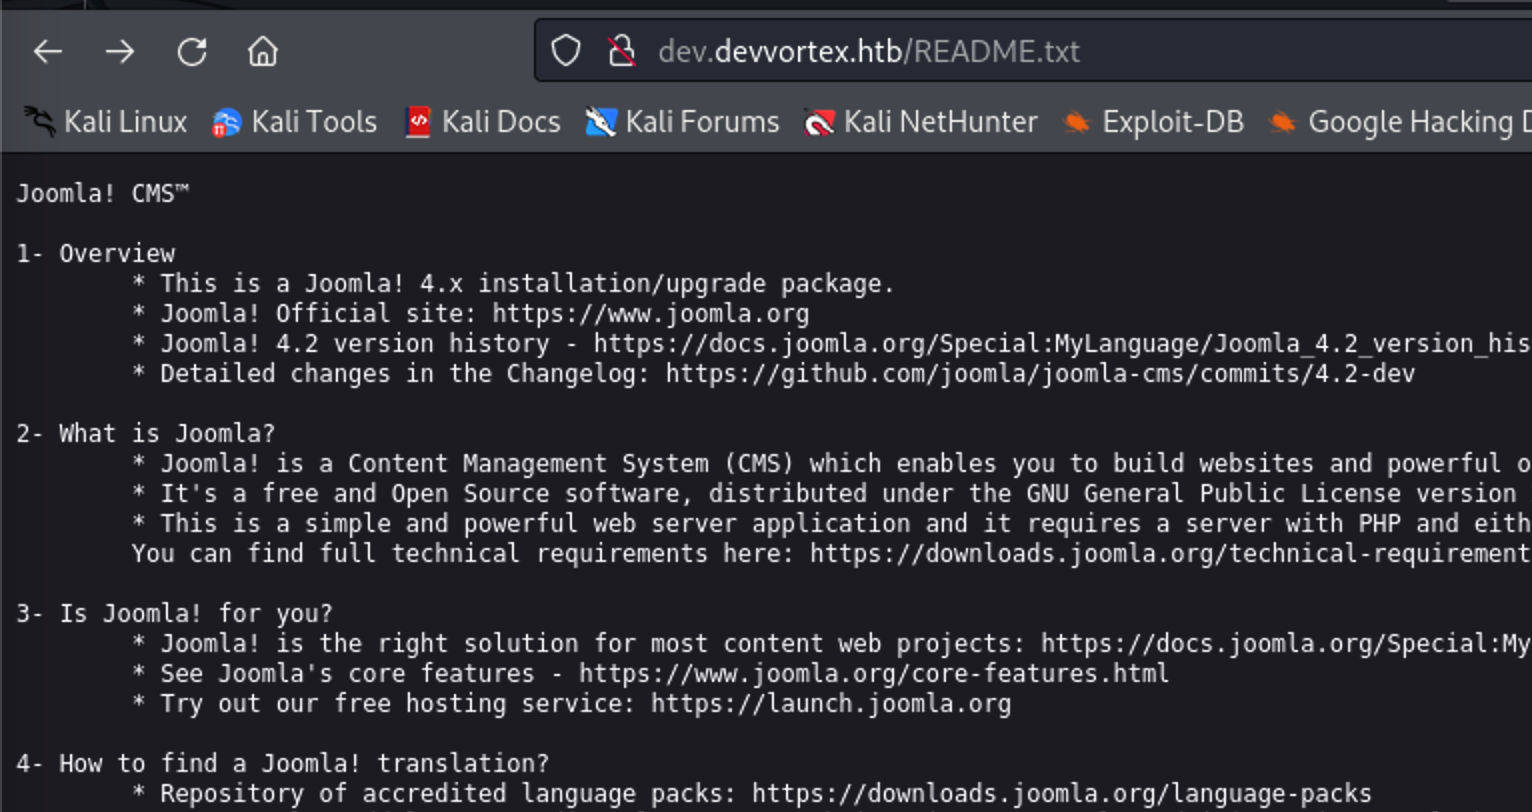 dev.devvortex.htb/README.txt
Kali Linux Kali Tools Kali Docs Kali Forums Kali NetHunter Exploit-DB Google Hacking
Joomla! CMS™
1- Overview
* This is a Joomla! 4.x installation/upgrade package.
* Joomla! Official site: https://www.joomla.org
* Joomla! 4.2 version history - https://docs.joomla.org/Special:MyLanguage/Joomla_4.2_version_his
* Detailed changes in the Changelog: https://github.com/joomla/joomla-cms/commits/4.2-dev
2- What is Joomla?
* Joomla! is a Content Management System (CMS) which enables you to build websites and powerful o
* It's a free and Open Source software, distributed under the GNU General Public License version
* This is a simple and powerful web server application and it requires a server with PHP and eith
You can find full technical requirements here: https://downloads.joomla.org/technical-requirement
3- Is Joomla! for you?
* Joomla! is the right solution for most content web projects: https://docs.joomla.org/Special:My
* See Joomla's core features - https://www.joomla.org/core-features.html
* Try out our free hosting service: https://launch.joomla.org
4- How to find a Joomla! translation?
* Repository of accredited language packs: https://downloads.joomla.org/language-packs